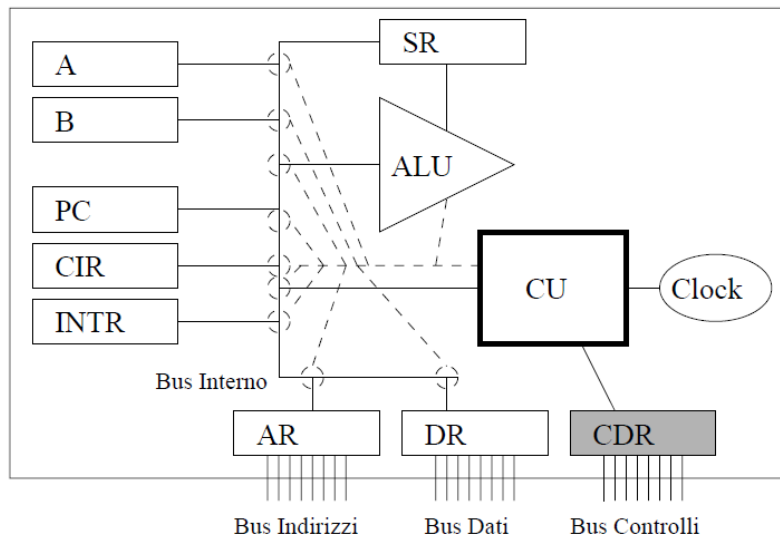 SR
A
B
ALU
PC
CIR
CU
Clock
INTR
Bus Interno
AR
DR
CDR
Bus Indirizzi
Bus Dati
Bus Controlli